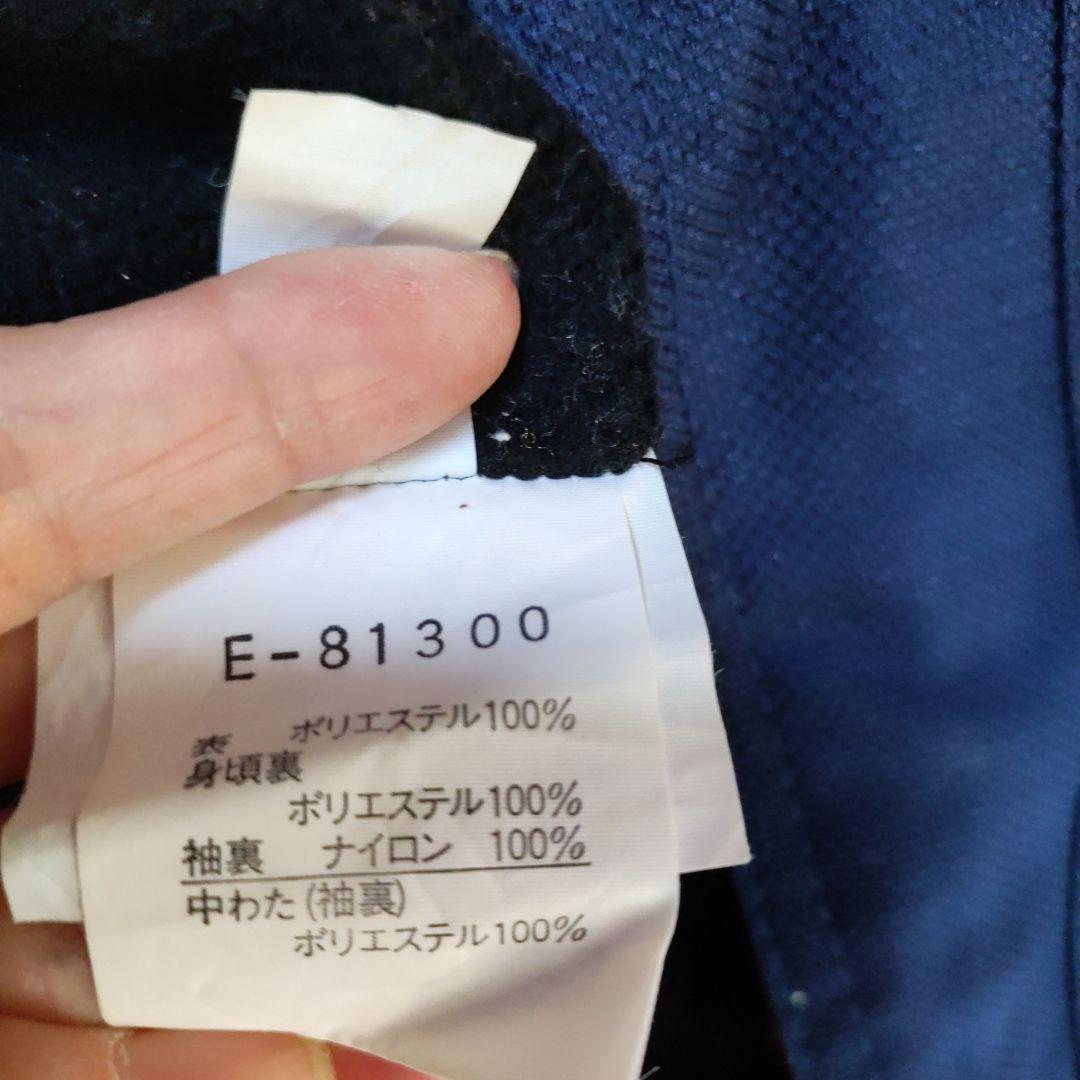 E-81300
表 ポリエステル100%
身頃裏
ポリエステル100%
袖裏 ナイロン 100%
中わた(袖裏)
ポリエステル100%